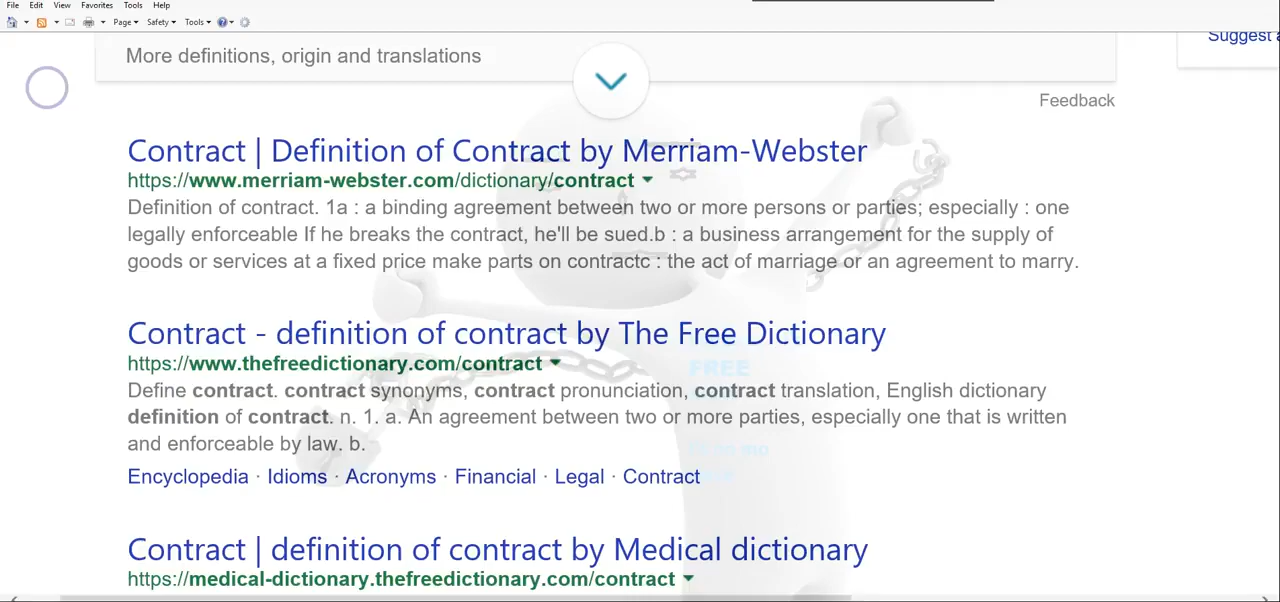 File Edit View Favorites Tools Help
Page Safety Tools
Suggest a
More definitions, origin and translations
Feedback
Contract | Definition of Contract by Merriam-Webster
https://www.merriam-webster.com/dictionary/contract
Definition of contract. 1a : a binding agreement between two or more persons or parties; especially : one
legally enforceable If he breaks the contract, he'll be sued.b : a business arrangement for the supply of
goods or services at a fixed price make parts on contractc : the act of marriage or an agreement to marry.
Contract - definition of contract by The Free Dictionary
https://www.thefreedictionary.com/contract
FREE
Define contract. contract synonyms, contract pronunciation, contract translation, English dictionary
definition of contract. n. 1. a. An agreement between two or more parties, especially one that is written
and enforceable by law. b.
Encyclopedia · Idioms · Acronyms · Financial · Legal · Contract
Contract | definition of contract by Medical dictionary
https://medical-dictionary.thefreedictionary.com/contract